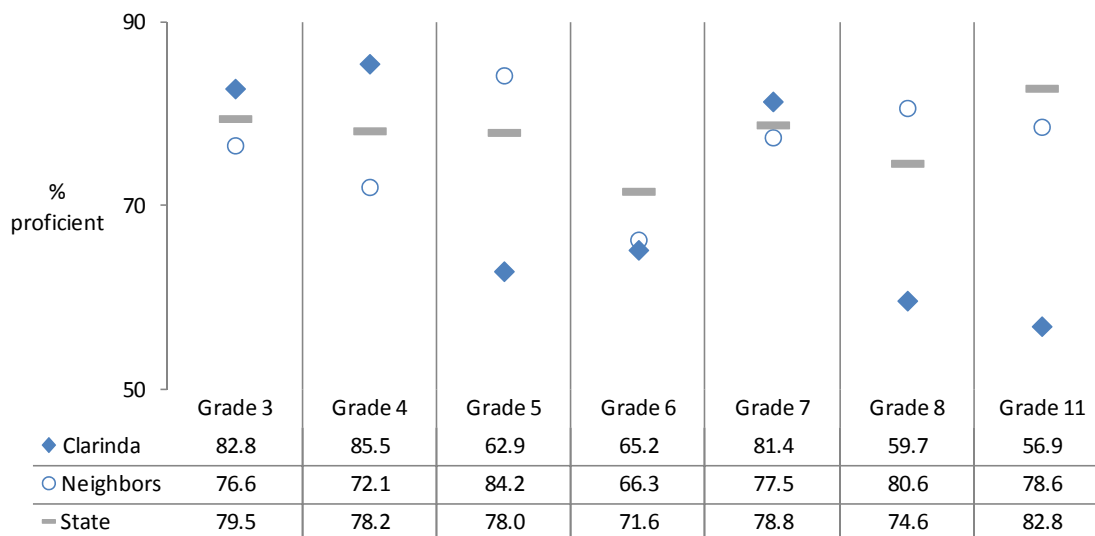 90
70
%
proficient
50
Grade 3 Grade 4 Grade 5 Grade 6 Grade 7 Grade 8 Grade 11
Clarinda 82.8 85.5 62.9 65.2 81.4 59.7 56.9
Neighbors 76.6 72.1 84.2 66.3 77.5 80.6 78.6
State 79.5 78.2 78.0 71.6 78.8 74.6 82.8